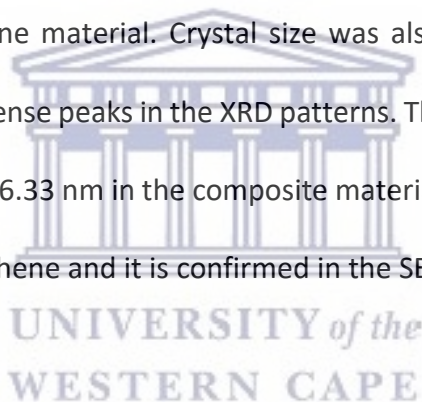 ne material. Crystal size was als
ense peaks in the XRD patterns. Th
6.33 nm in the composite materi
hene and it is confirmed in the SE
UNIVERSITY of the
WESTERN CAPE